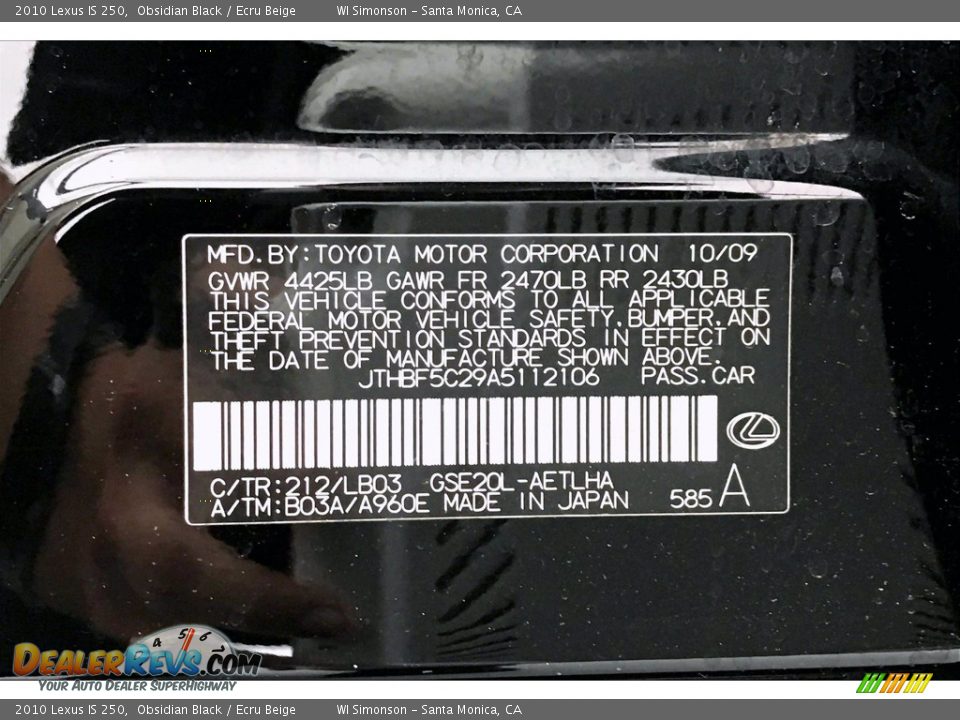 2010 Lexus IS 250,  Obsidian Black / Ecru Beige    WI Simonson - Santa Monica, CA
MFD.BY:TOYOTA MOTOR CORPORATION 10/09
GVWR 4425LB GAWR FR 2470LB RR 2430LB
THIS VEHICLE CONFORMS TO ALL APPLICABLE
FEDERAL MOTOR VEHICLE SAFETY,BUMPER,AND
THEFT PREVENTION STANDARDS IN EFFECT ON
THE DATE OF MANUFACTURE SHOWN ABOVE.
JTHBF5C29A5112106 PASS.CAR
C/TR:212/LB03 GSE20L-AETLHA
A/TM:B03A/A960E MADE IN JAPAN 585 A
4 5 6
DEALERREVS.COM
YOUR AUTO DEALER SUPERHIGHWAY
2010 Lexus IS 250,  Obsidian Black / Ecru Beige    WI Simonson - Santa Monica, CA